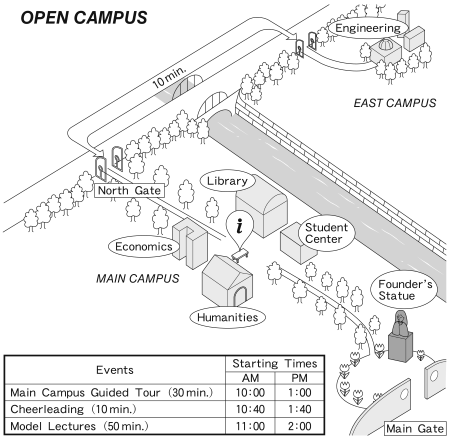 OPEN CAMPUS
Engineering
10 min.
EAST CAMPUS
North Gate
Library
i
Student
Center
Economics
MAIN CAMPUS
Founder's
Statue
Humanities
Main Gate
Events Starting Times
AM PM
Main Campus Guided Tour (30 min.) 10:00 1:00
Cheerleading (10 min.) 10:40 1:40
Model Lectures (50 min.) 11:00 2:00